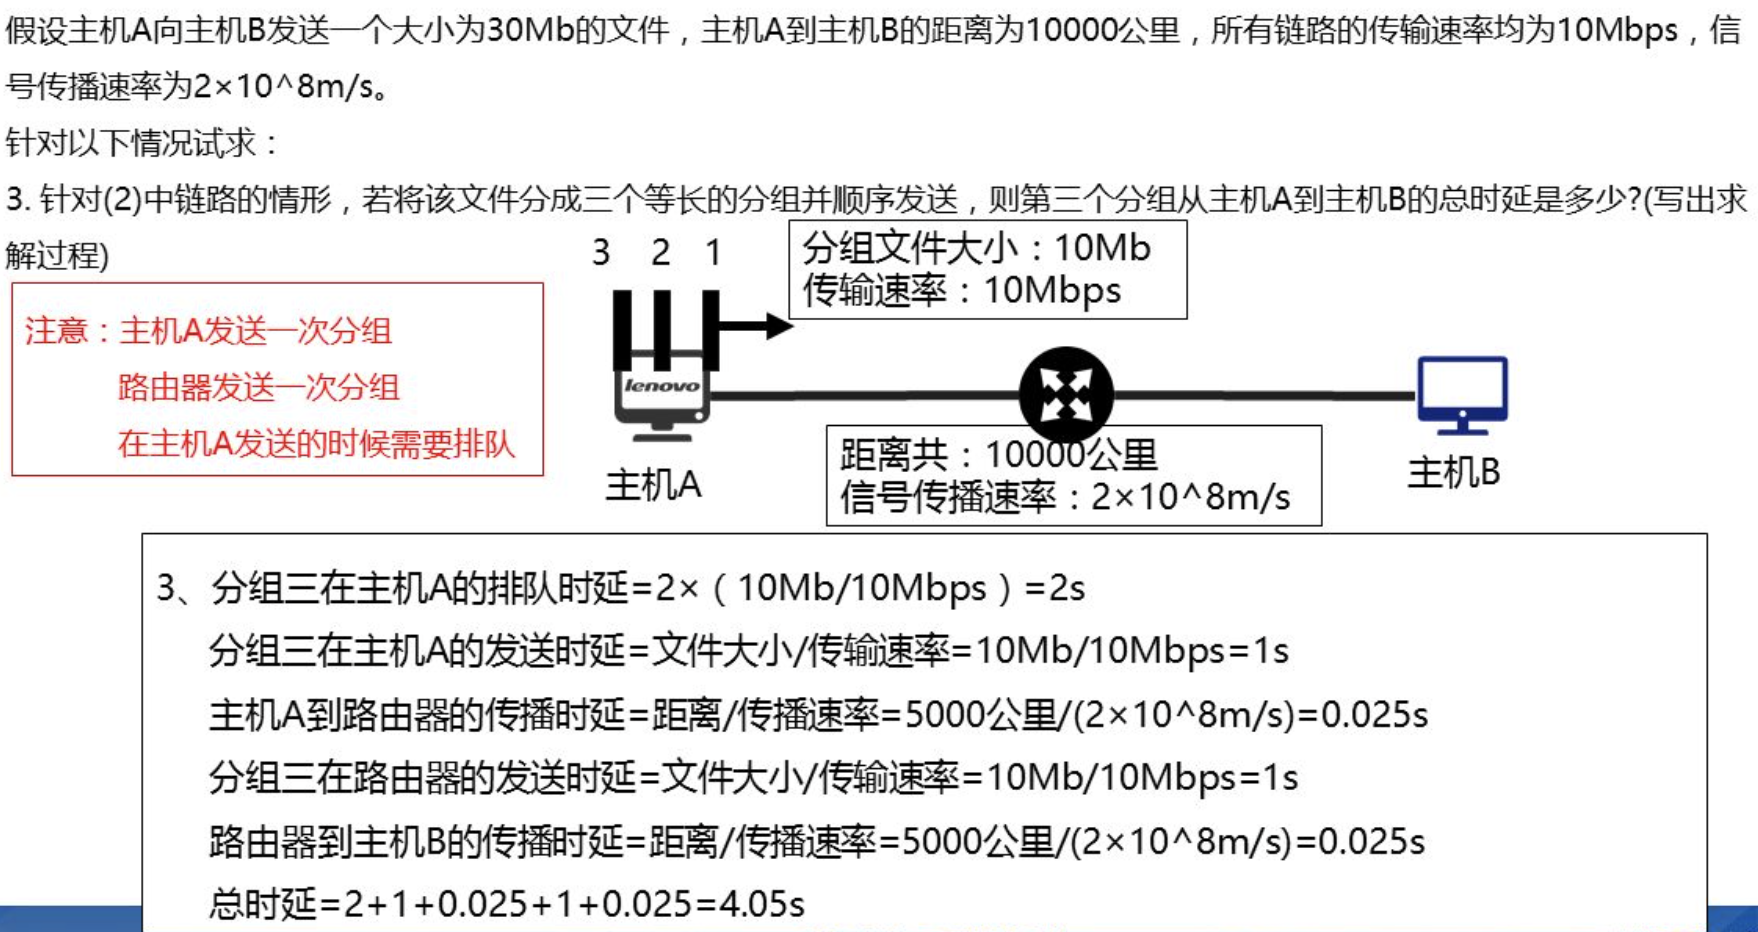 假设主机A向主机B发送一个大小为30Mb的文件，主机A到主机B的距离为10000公里，所有链路的传输速率均为10Mbps，信
号传播速率为2×10^8m/s。
针对以下情况试求：
3. 针对(2)中链路的情形，若将该文件分成三个等长的分组并顺序发送，则第三个分组从主机A到主机B的总时延是多少?(写出求
解过程)
3 2 1
分组文件大小：10Mb
传输速率：10Mbps
注意：主机A发送一次分组
路由器发送一次分组
在主机A发送的时候需要排队
lenovo
主机A
距离共：10000公里
信号传播速率：2×10^8m/s
主机B
3、分组三在主机A的排队时延=2×（10Mb/10Mbps）=2s
分组三在主机A的发送时延=文件大小/传输速率=10Mb/10Mbps=1s
主机A到路由器的传播时延=距离/传播速率=5000公里/(2×10^8m/s)=0.025s
分组三在路由器的发送时延=文件大小/传输速率=10Mb/10Mbps=1s
路由器到主机B的传播时延=距离/传播速率=5000公里/(2×10^8m/s)=0.025s
总时延=2+1+0.025+1+0.025=4.05s